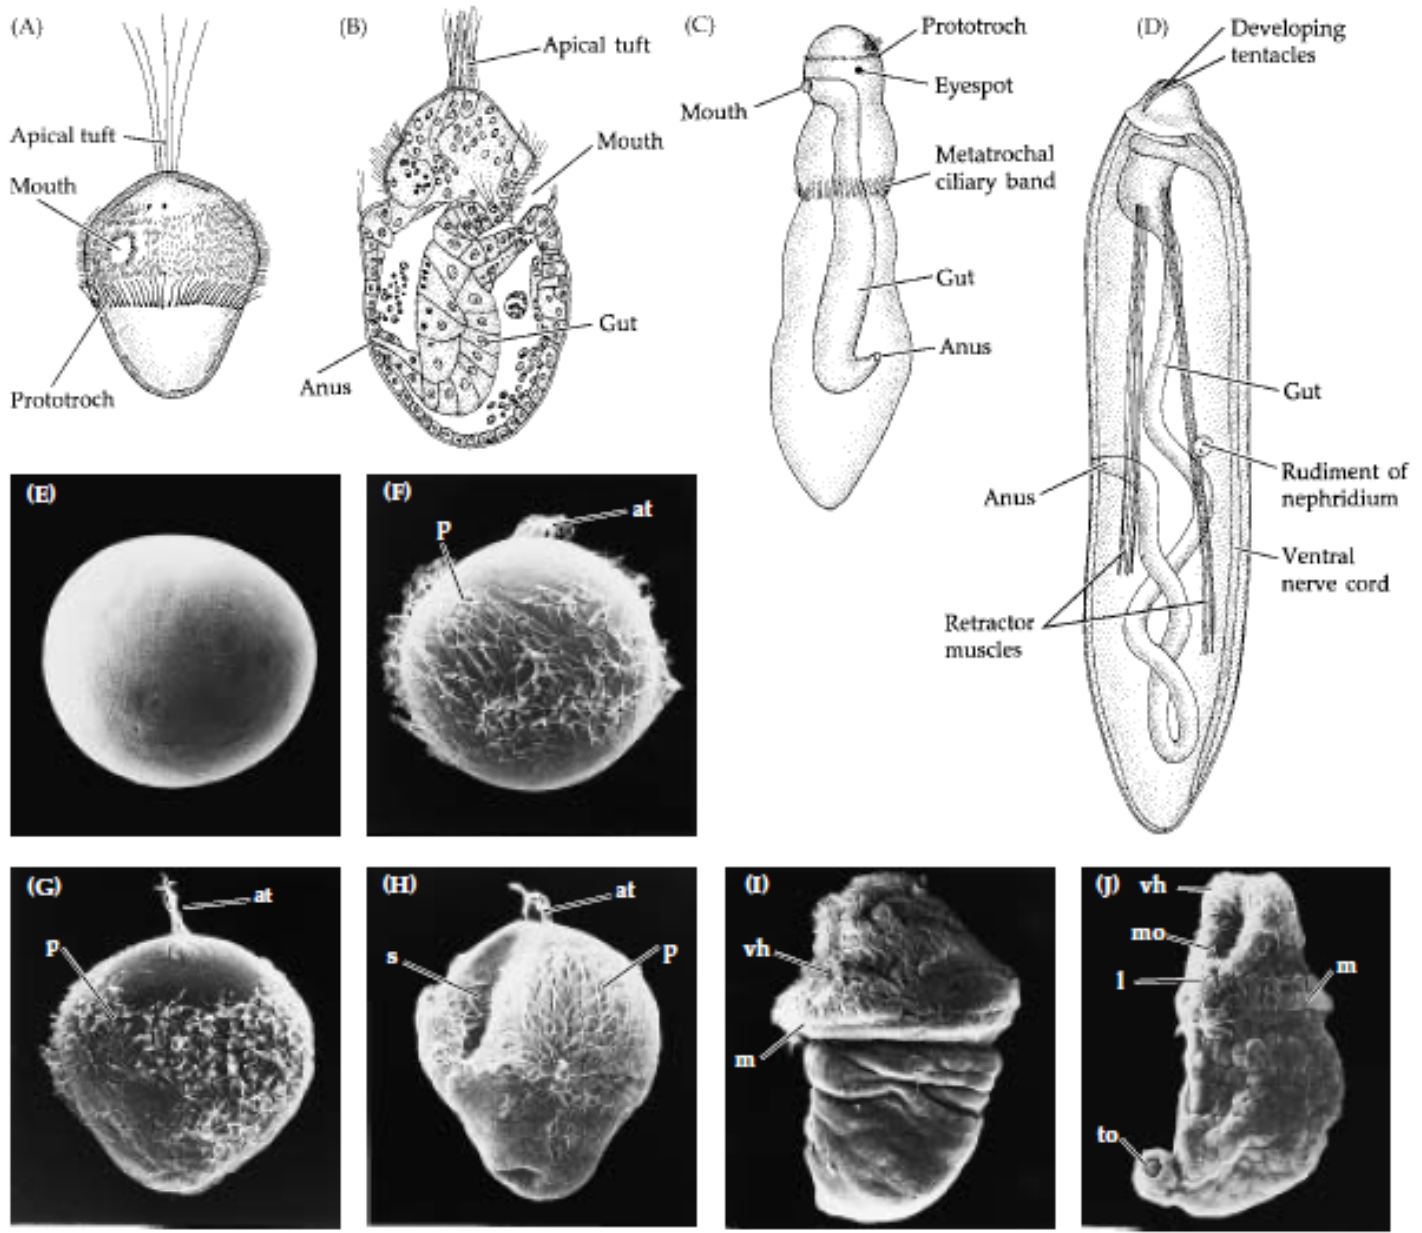 (A)
Apical tuft
Mouth
Prototroch
(B)
Apical tuft
Mouth
Gut
Anus
(C)
Prototroch
Eyespot
Mouth
Metatrochal
ciliary band
Gut
Anus
(D)
Developing
tentacles
Gut
Rudiment of
nephridium
Anus
Ventral
nerve cord
Retractor
muscles
(E)
(F)
at
p
(G)
at
p
(H)
at
s
p
(I)
vh
m
(J)
vh
mo
l
m
to